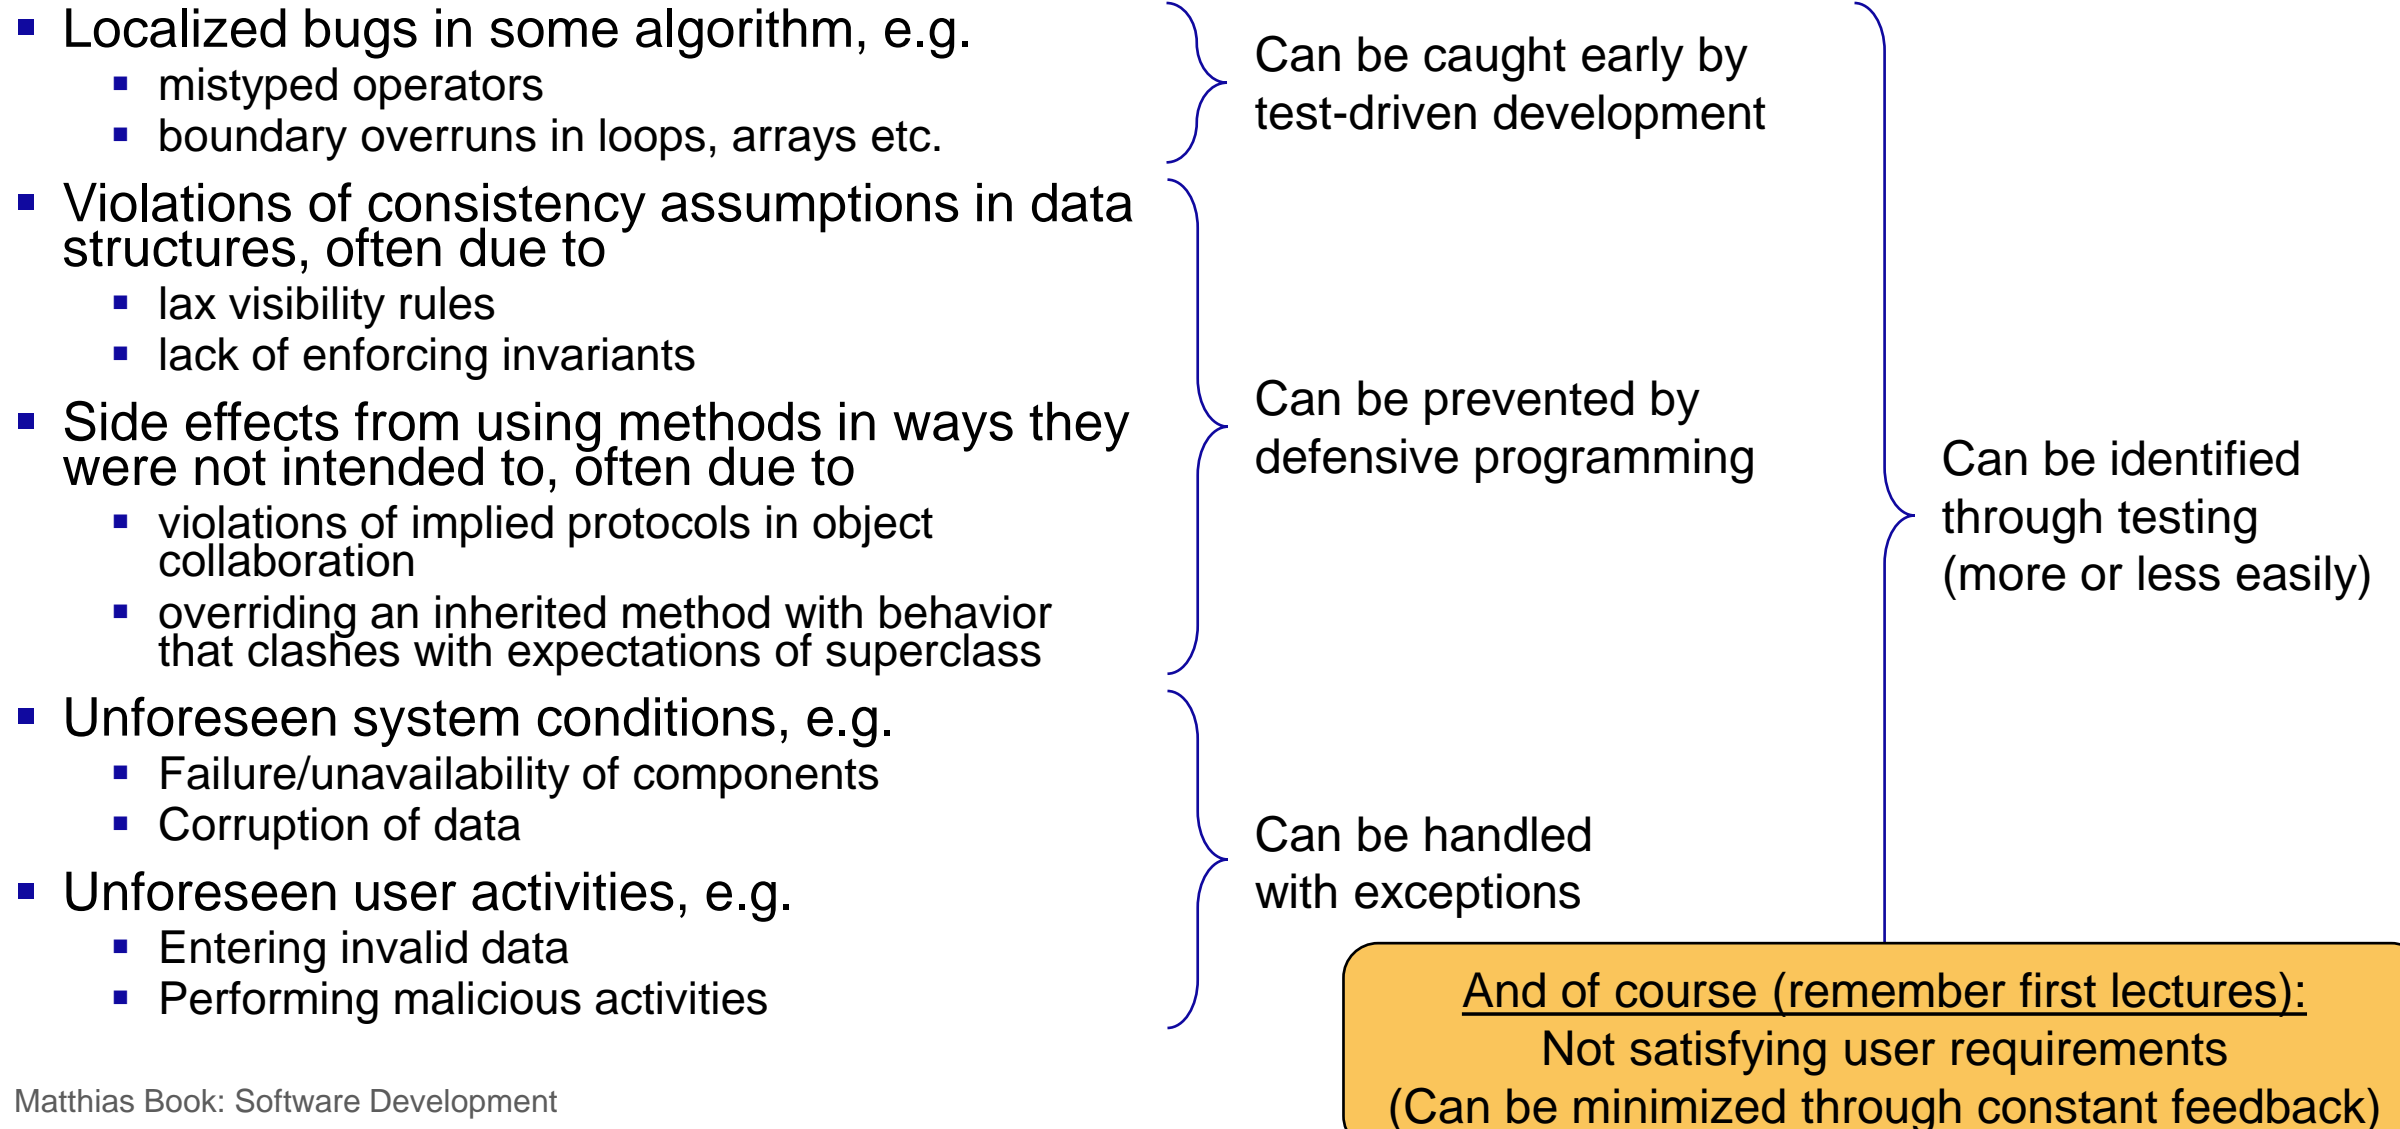 Localized bugs in some algorithm, e.g.
mistyped operators
boundary overruns in loops, arrays etc.
Violations of consistency assumptions in data
structures, often due to
lax visibility rules
lack of enforcing invariants
Side effects from using methods in ways they
were not intended to, often due to
violations of implied protocols in object
collaboration
overriding an inherited method with behavior
that clashes with expectations of superclass
Unforeseen system conditions, e.g.
Failure/unavailability of components
Corruption of data
Unforeseen user activities, e.g.
Entering invalid data
Performing malicious activities
Can be caught early by
test-driven development
Can be prevented by
defensive programming
Can be handled
with exceptions
Can be identified
through testing
(more or less easily)
And of course (remember first lectures):
Not satisfying user requirements
(Can be minimized through constant feedback)
Matthias Book: Software Development